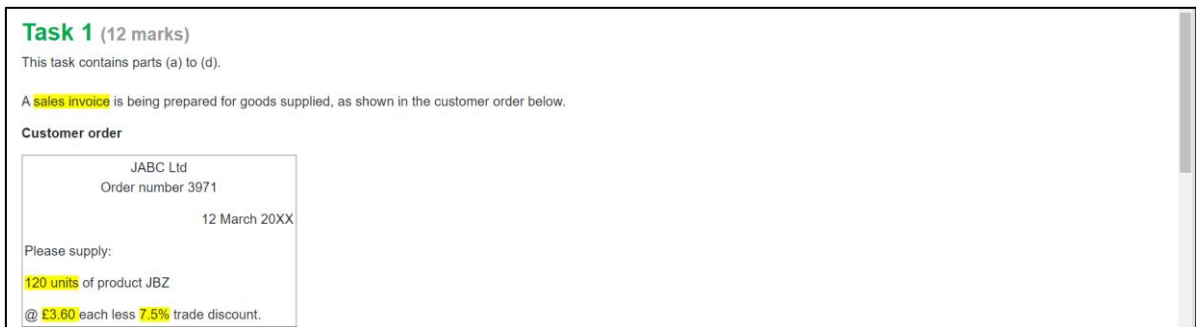 Task 1 (12 marks)
This task contains parts (a) to (d).
A sales invoice is being prepared for goods supplied, as shown in the customer order below.
Customer order
JABC Ltd
Order number 3971
12 March 20XX
Please supply:
120 units of product JBZ
@ £3.60 each less 7.5% trade discount.